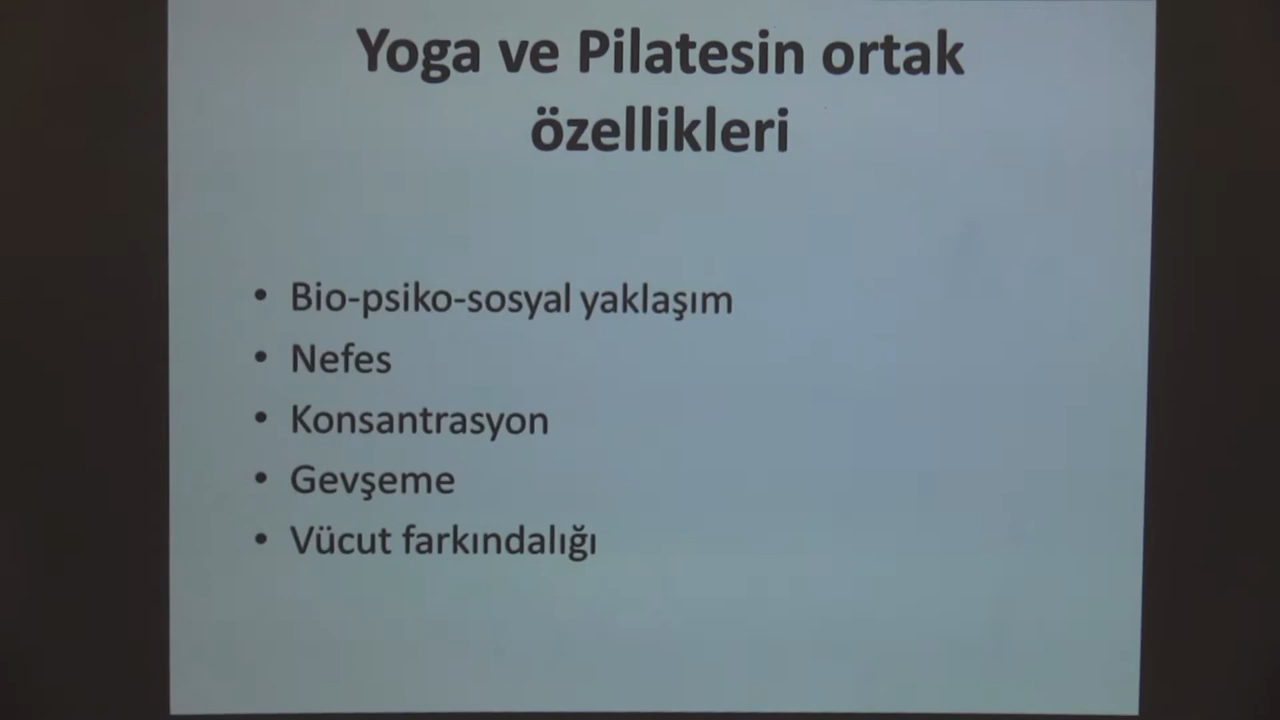 Yoga ve Pilatesin ortak
özellikleri
• Bio-psiko-sosyal yaklaşım
• Nefes
• Konsantrasyon
• Gevşeme
• Vücut farkındalığı